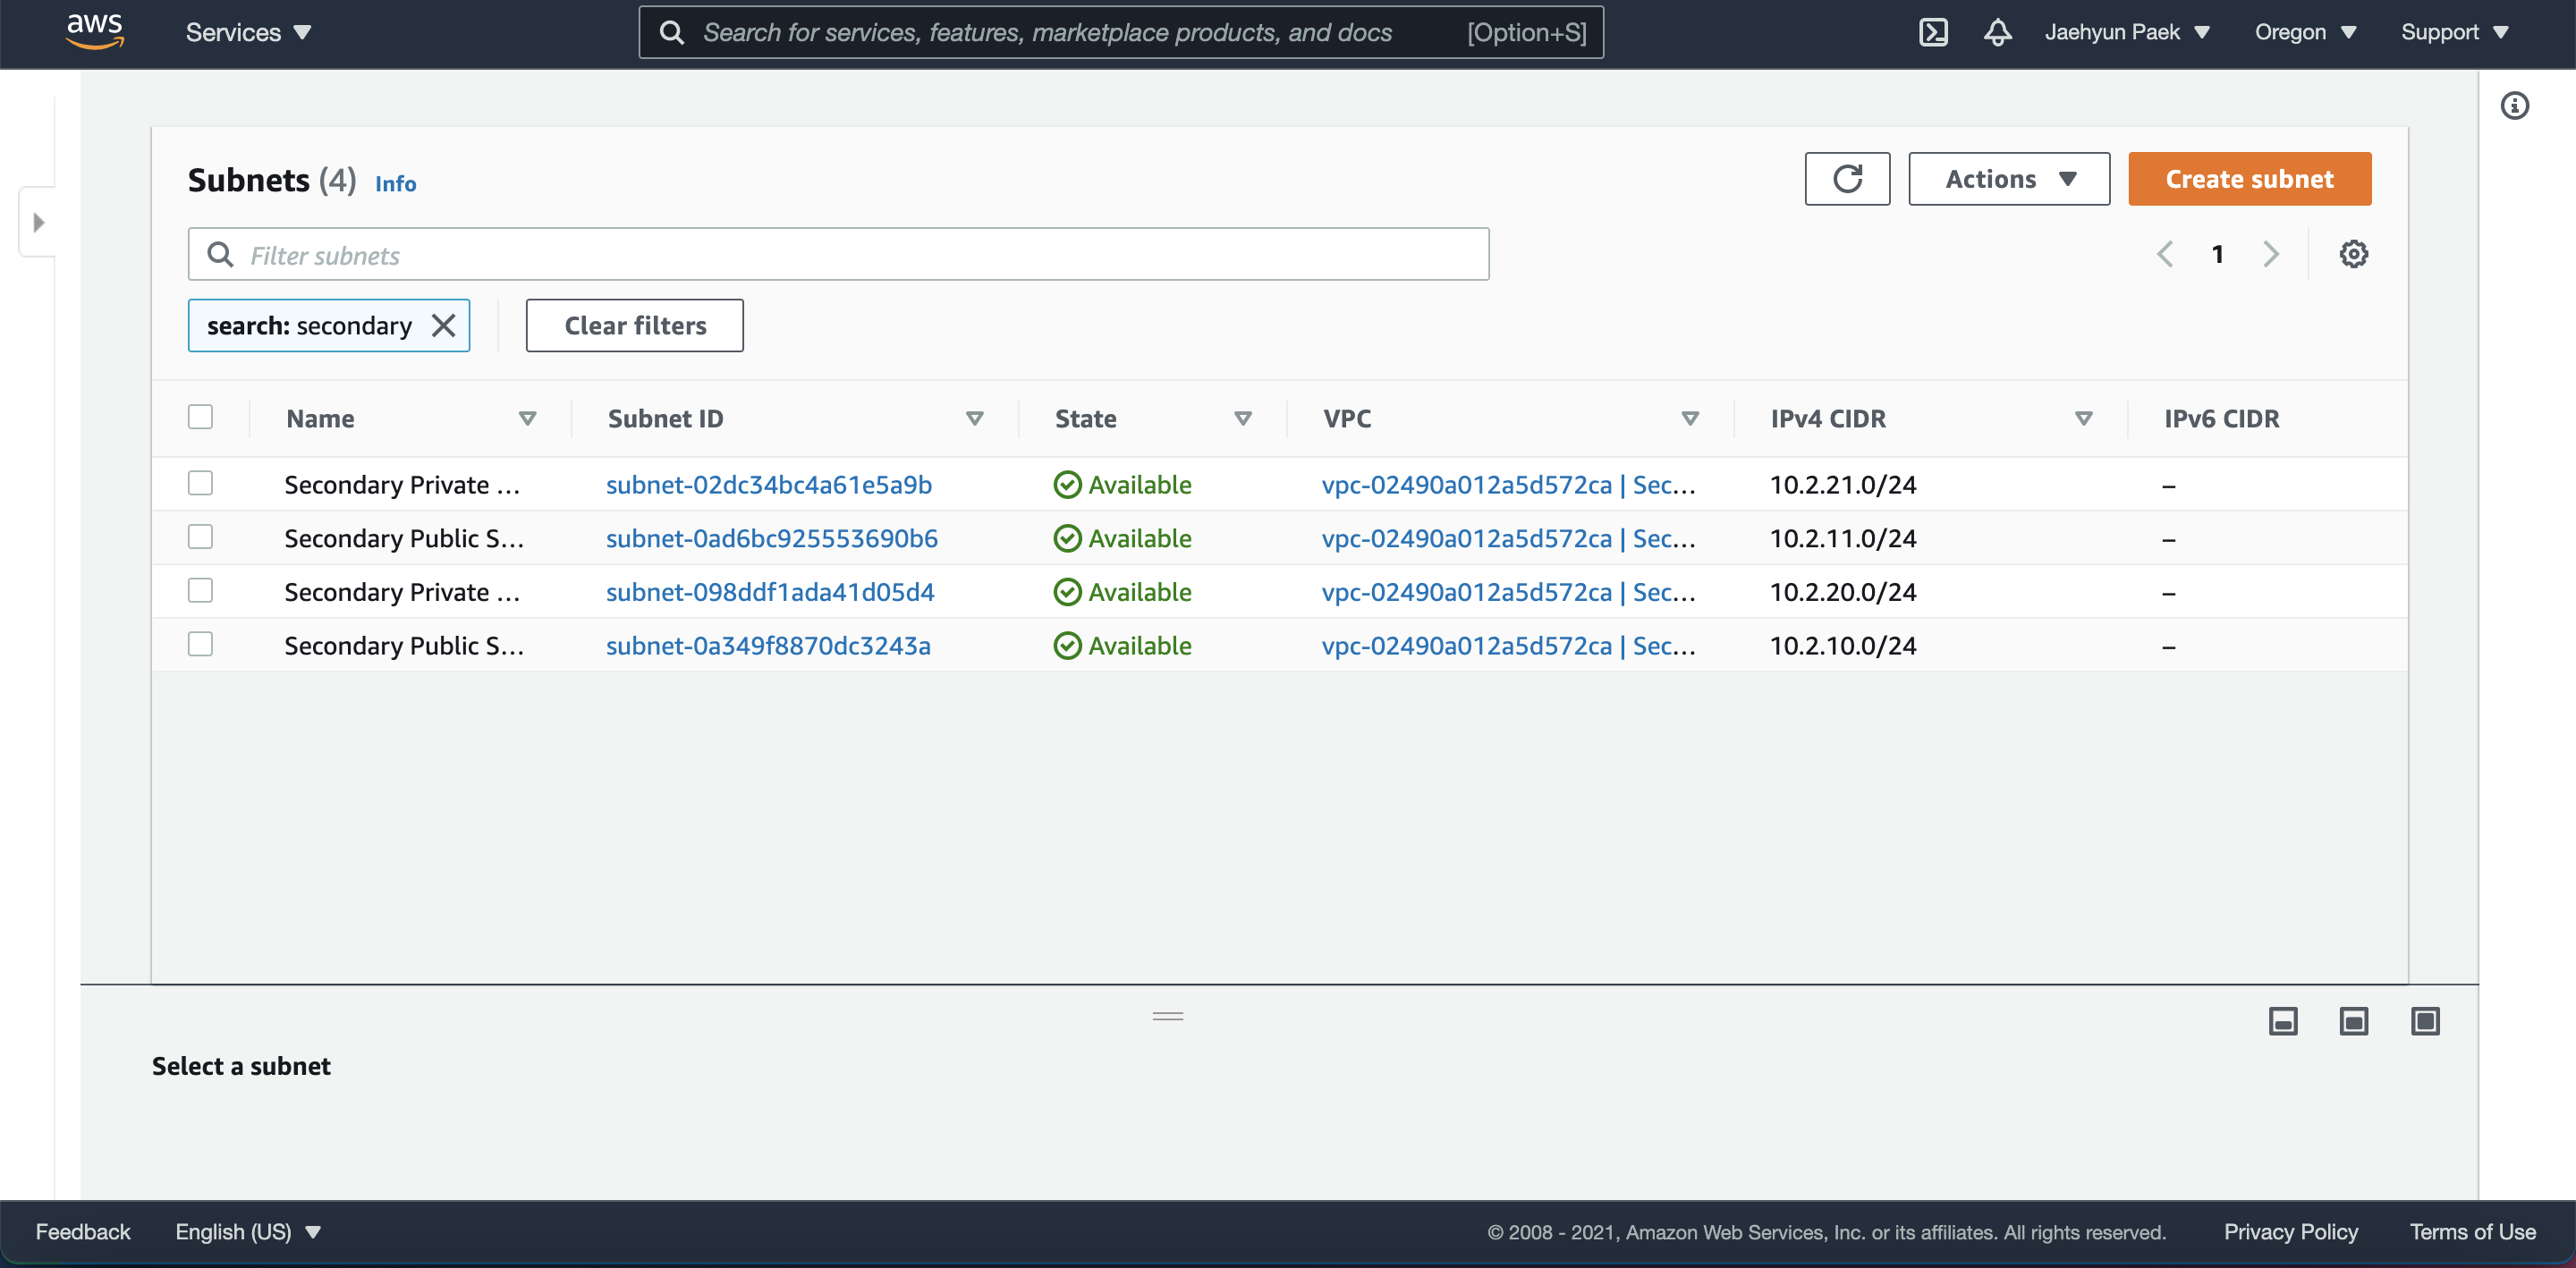 aws Services Search for services, features, marketplace products, and docs [Option+S] Jaehyun Paek Oregon Support
Subnets (4) Info Actions Create subnet
Filter subnets 1
search: secondary Clear filters
Name Subnet ID State VPC IPv4 CIDR IPv6 CIDR
Secondary Private ... subnet-02dc34bc4a61e5a9b Available vpc-02490a012a5d572ca | Sec... 10.2.21.0/24 –
Secondary Public S... subnet-0ad6bc925553690b6 Available vpc-02490a012a5d572ca | Sec... 10.2.11.0/24 –
Secondary Private ... subnet-098ddf1ada41d05d4 Available vpc-02490a012a5d572ca | Sec... 10.2.20.0/24 –
Secondary Public S... subnet-0a349f8870dc3243a Available vpc-02490a012a5d572ca | Sec... 10.2.10.0/24 –
Select a subnet
Feedback English (US) © 2008 - 2021, Amazon Web Services, Inc. or its affiliates. All rights reserved. Privacy Policy Terms of Use